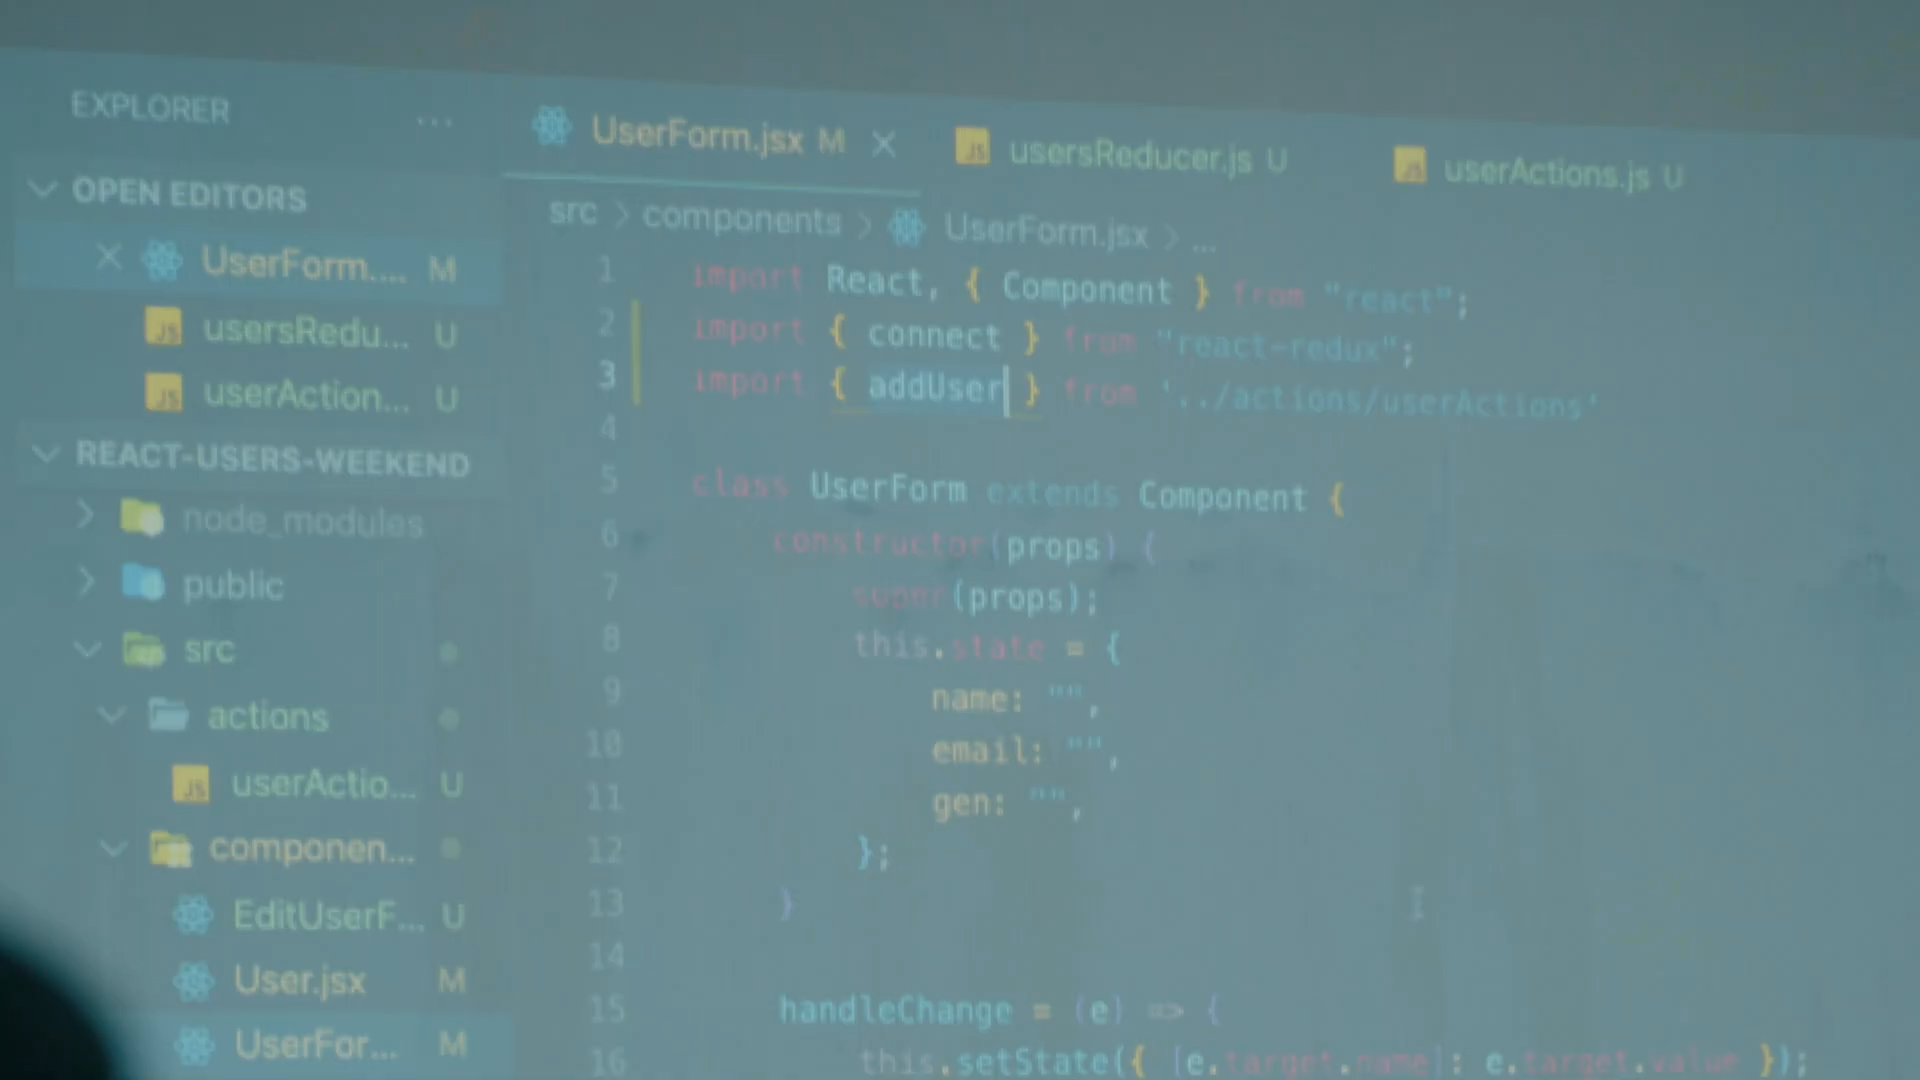 EXPLORER ...
OPEN EDITORS
UserForm.... M
usersRedu... U
userAction... U
REACT-USERS-WEEKEND
node_modules
public
src
actions
userActio... U
componen...
EditUserF... U
User.jsx M
UserFor... M
UserForm.jsx M
usersReducer.js U
userActions.js U
src > components > UserForm.jsx > ...
1 import React, { Component } from "react";
2 import { connect } from "react-redux";
3 import { addUser } from '../actions/userActions'
4
5 class UserForm extends Component {
6 constructor(props) {
7 super(props);
8 this.state = {
9 name: "",
10 email: "",
11 gen: "",
12 };
13 }
14
15 handleChange = (e) => {
16 this.setState({ [e.target.name]: e.target.value });